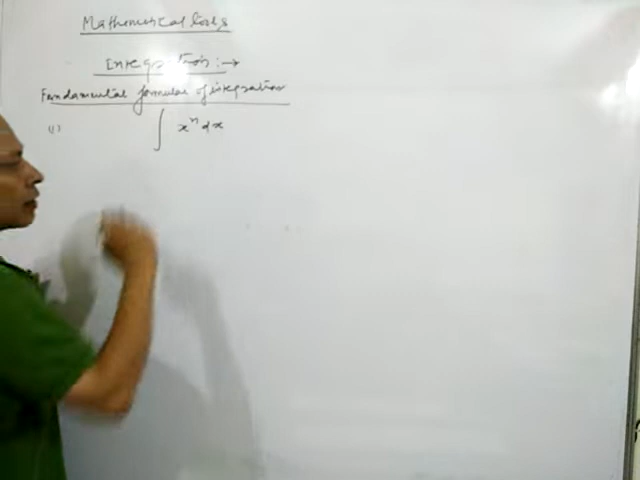 Mathematical tools
Integration :→
Fundamental formulae of integration
(1) ∫ xⁿ dx